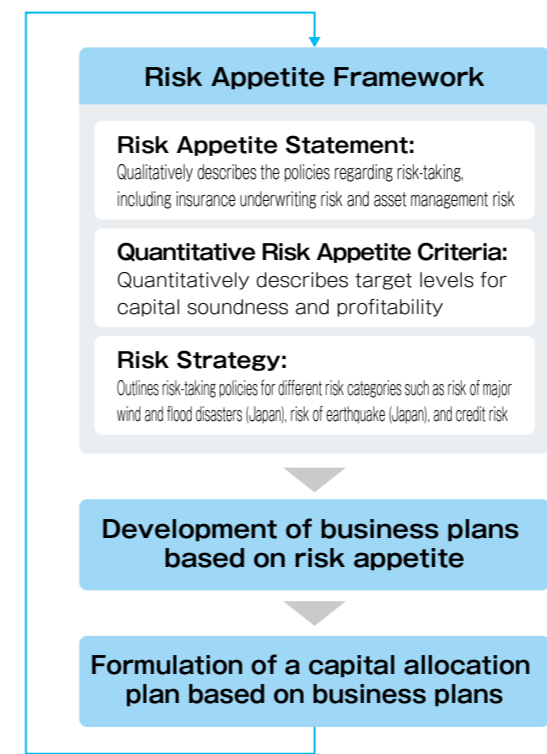 Risk Appetite Framework
Risk Appetite Statement:
Qualitatively describes the policies regarding risk-taking,
including insurance underwriting risk and asset management risk
Quantitative Risk Appetite Criteria:
Quantitatively describes target levels for
capital soundness and profitability
Risk Strategy:
Outlines risk-taking policies for different risk categories such as risk of major
wind and flood disasters (Japan), risk of earthquake (Japan), and credit risk
Development of business plans
based on risk appetite
Formulation of a capital allocation
plan based on business plans